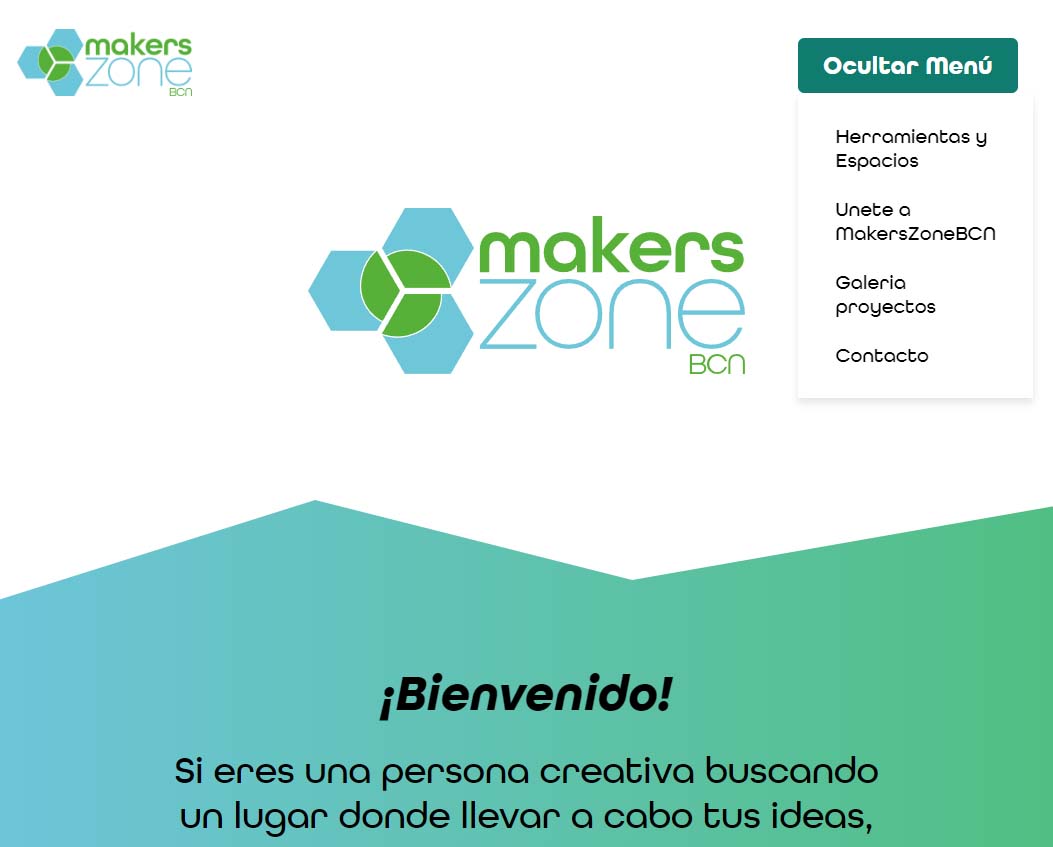 makers
zone
BCN
Ocultar Menú
Herramientas y
Espacios
Unete a
MakersZoneBCN
Galeria
proyectos
Contacto
makers
zone
BCN
¡Bienvenido!
Si eres una persona creativa buscando
un lugar donde llevar a cabo tus ideas,